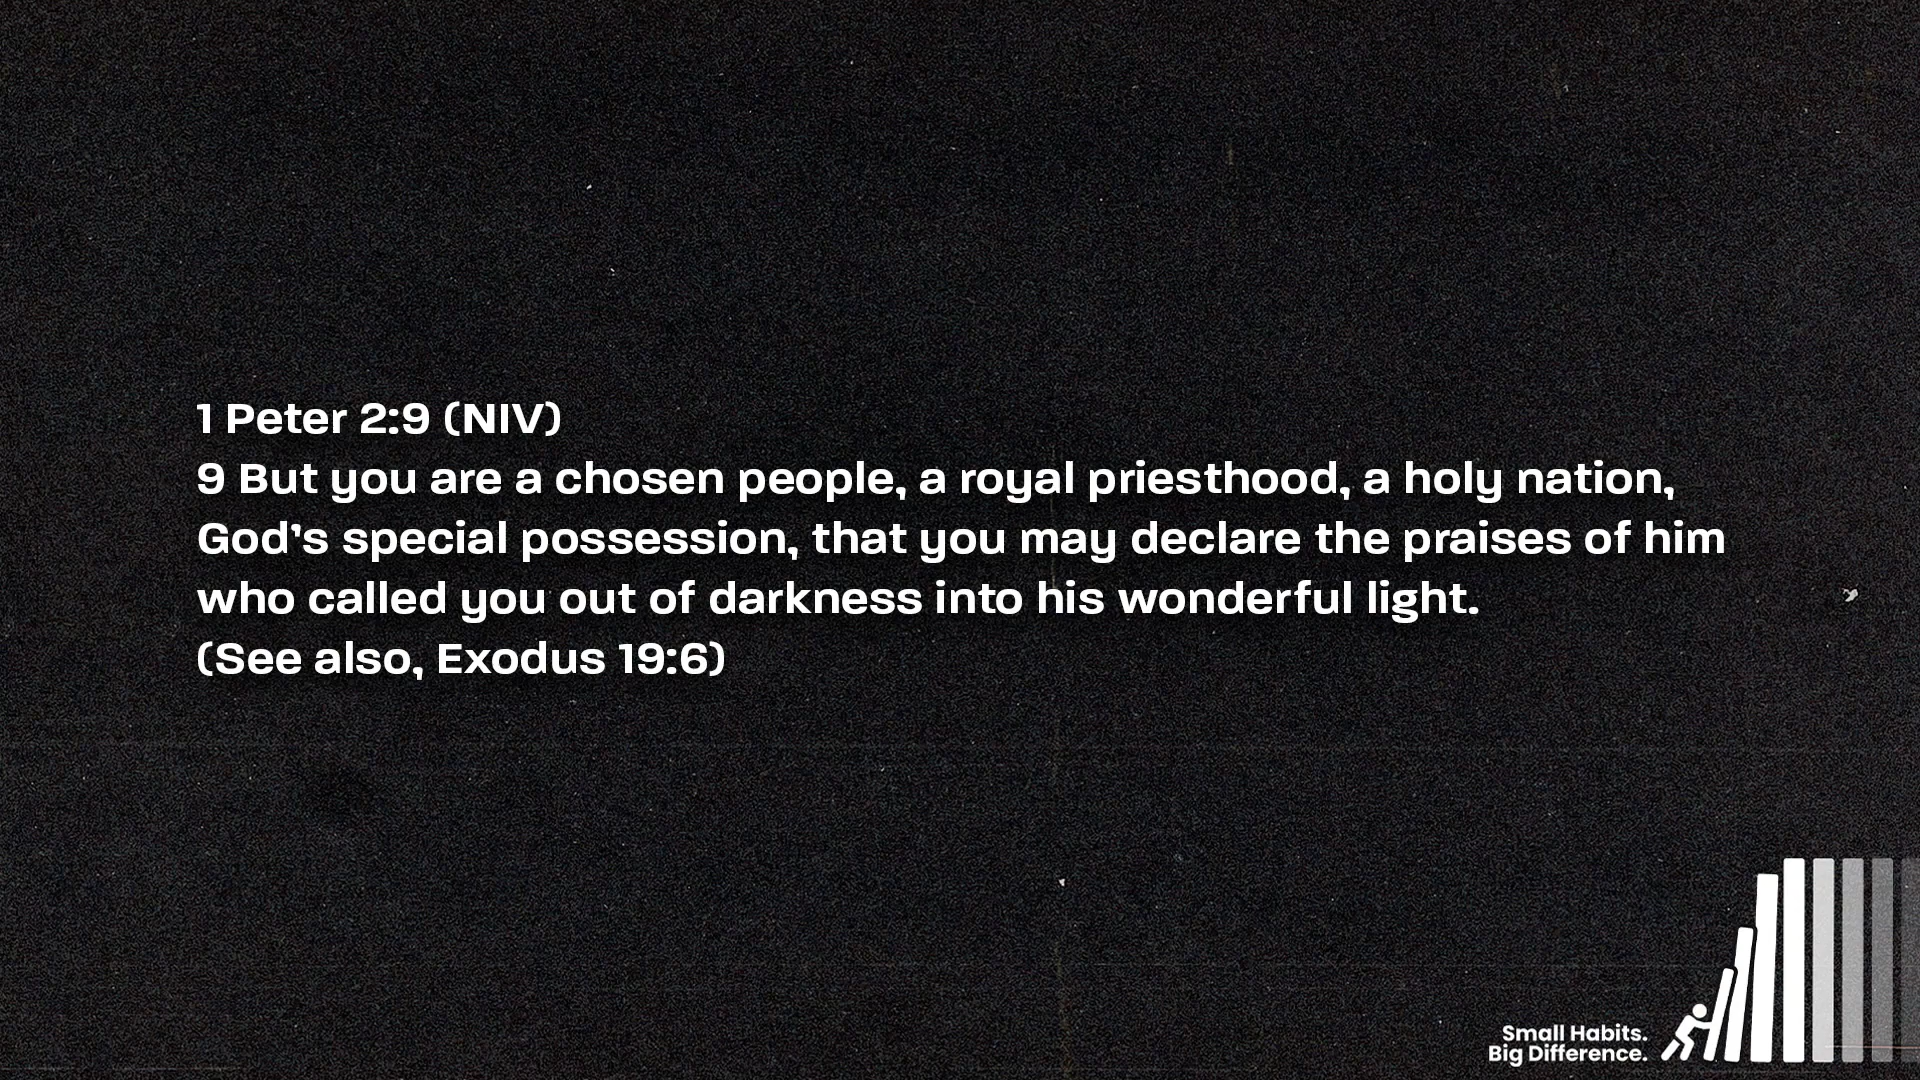 1 Peter 2:9 (NIV)
9 But you are a chosen people, a royal priesthood, a holy nation,
God’s special possession, that you may declare the praises of him
who called you out of darkness into his wonderful light.
(See also, Exodus 19:6)
Small Habits.
Big Difference.